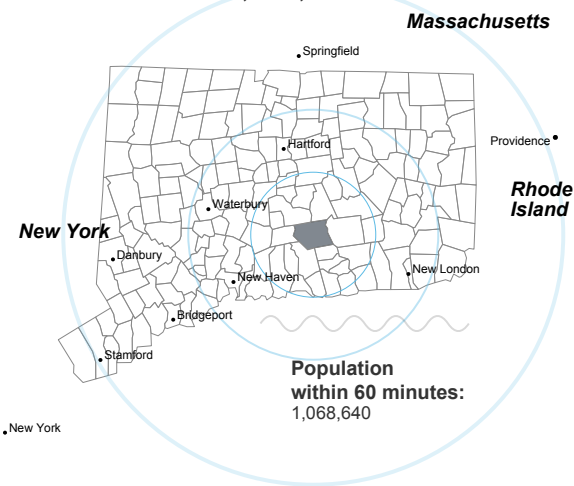 Massachusetts
Springfield
Hartford
Providence
Rhode
Island
Waterbury
New York
Danbury
New London
New Haven
Bridgeport
Stamford
Population
within 60 minutes:
1,068,640
New York